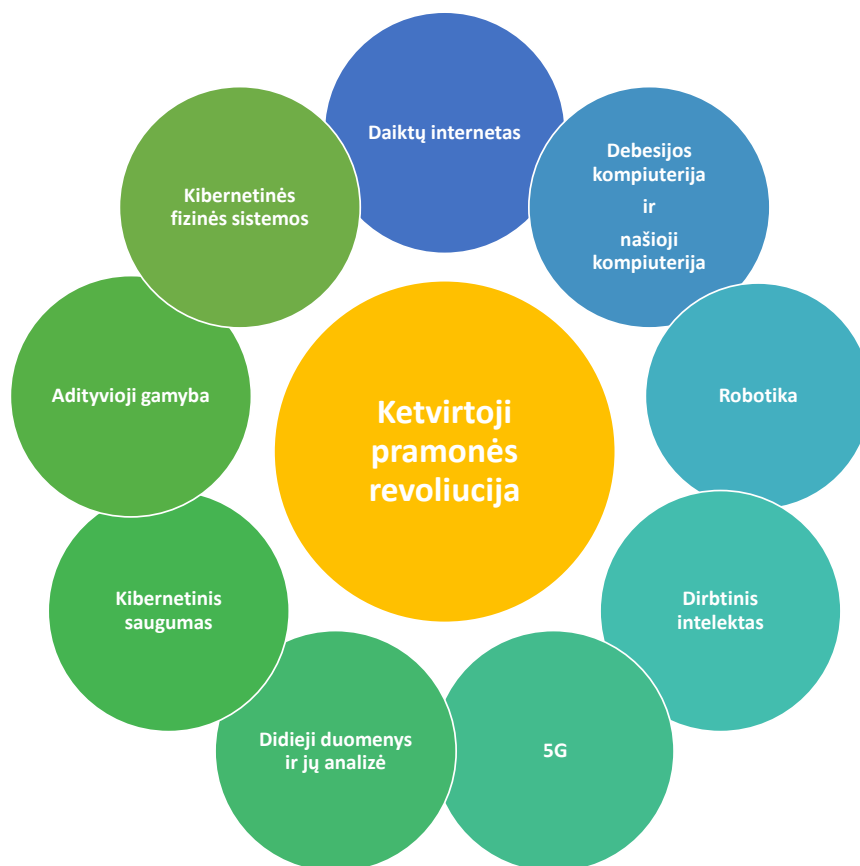 Daiktų internetas
Debesijos
kompiuterija
ir
našioji
kompiuterija
Robotika
Dirbtinis
intelektas
5G
Didieji duomenys
ir jų analizė
Kibernetinis
saugumas
Adityvioji gamyba
Kibernetinės
fizinės sistemos
Ketvirtoji
pramonės
revoliucija